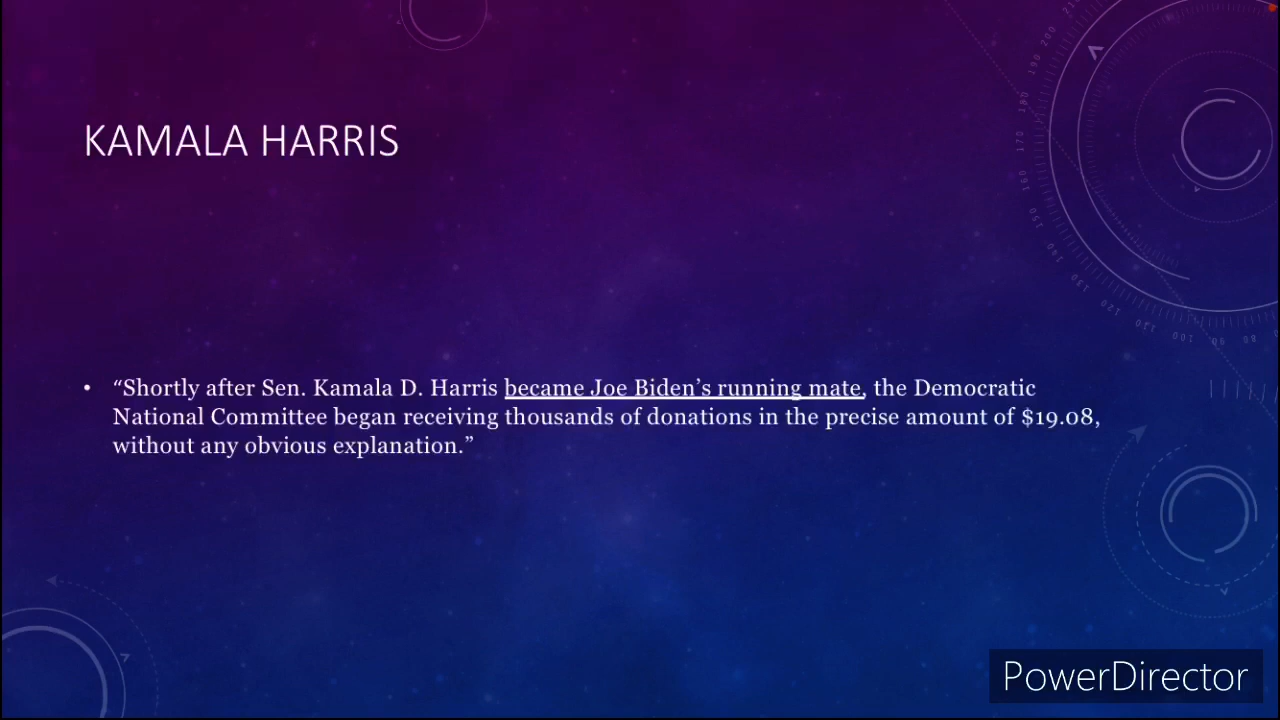 KAMALA HARRIS
• “Shortly after Sen. Kamala D. Harris became Joe Biden’s running mate, the Democratic
National Committee began receiving thousands of donations in the precise amount of $19.08,
without any obvious explanation.”
PowerDirector